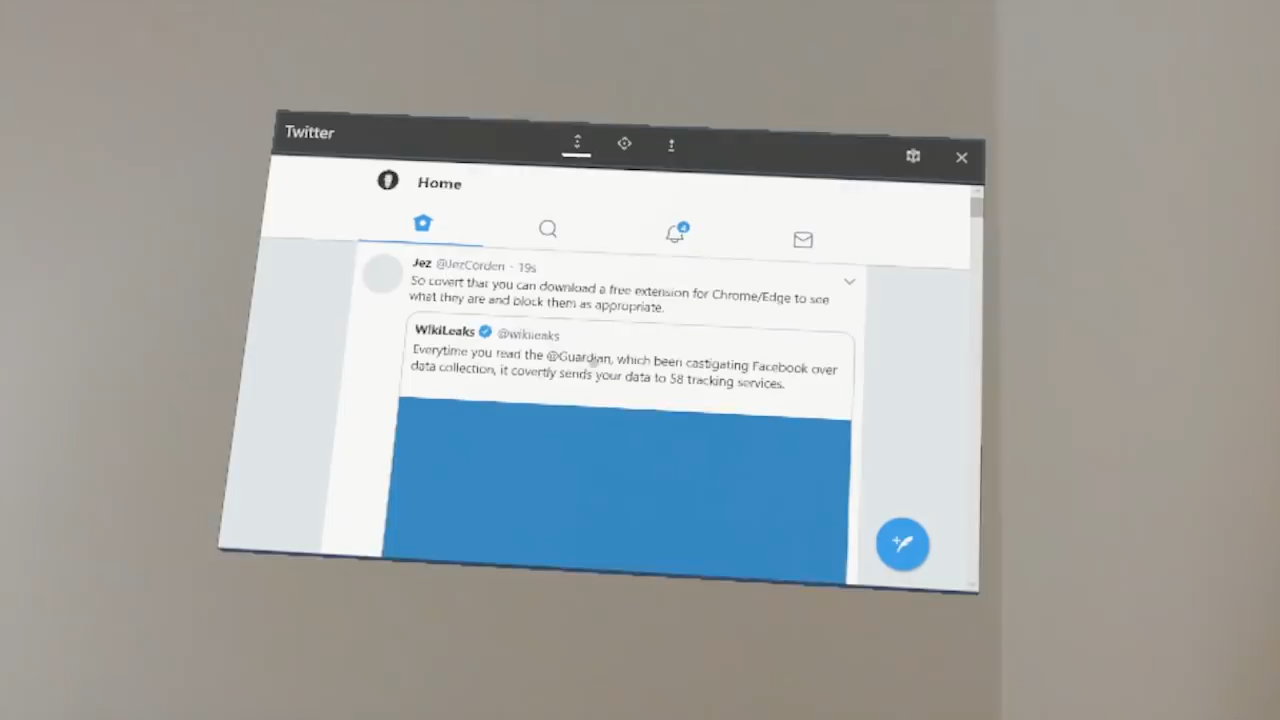 Twitter
Home
4
Jez @JezCorden · 19s
So covert that you can download a free extension for Chrome/Edge to see
what they are and block them as appropriate.
WikiLeaks @wikileaks
Everytime you read the @Guardian, which been castigating Facebook over
data collection, it covertly sends your data to 58 tracking services.